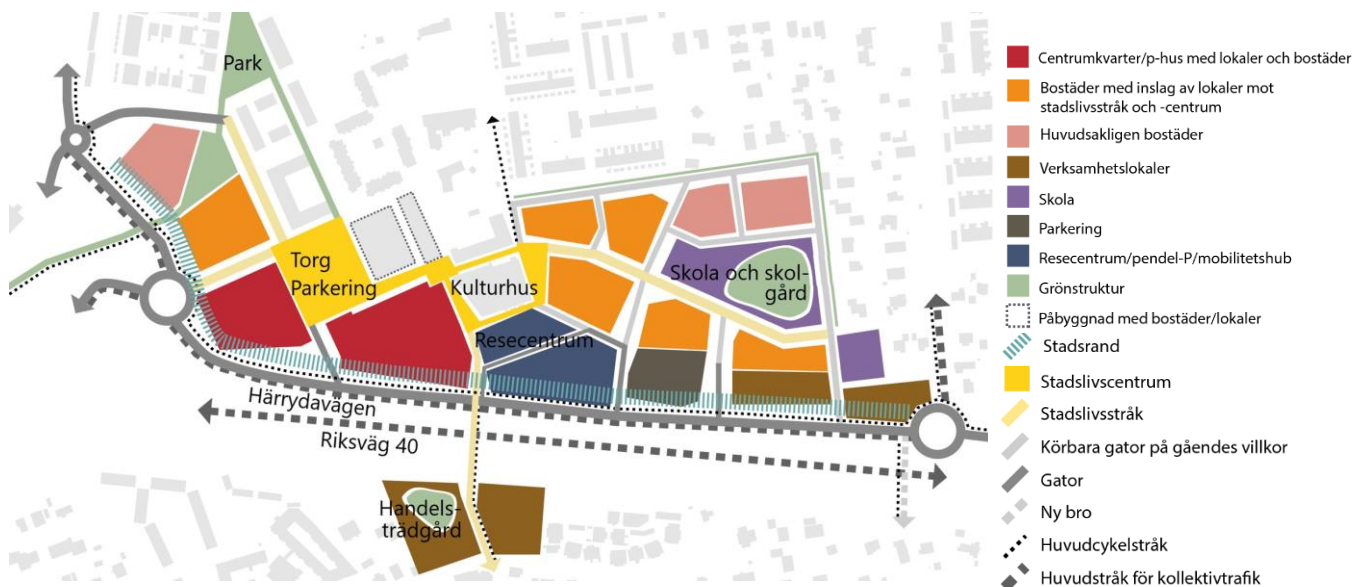 Park
Torg
Parkering
Kulturhus
Resecentrum
Skola och skol-
gård
Härrydavägen
Riksväg 40
Handels-
trädgård
Centrumkvarter/p-hus med lokaler och bostäder
Bostäder med inslag av lokaler mot
stadslivsstråk och -centrum
Huvudsakligen bostäder
Verksamhetslokaler
Skola
Parkering
Resecentrum/pendel-P/mobilitetshub
Grönstruktur
Påbyggnad med bostäder/lokaler
Stadsrand
Stadslivscentrum
Stadslivsstråk
Körbara gator på gåendes villkor
Gator
Ny bro
Huvudcykelstråk
Huvudstråk för kollektivtrafik